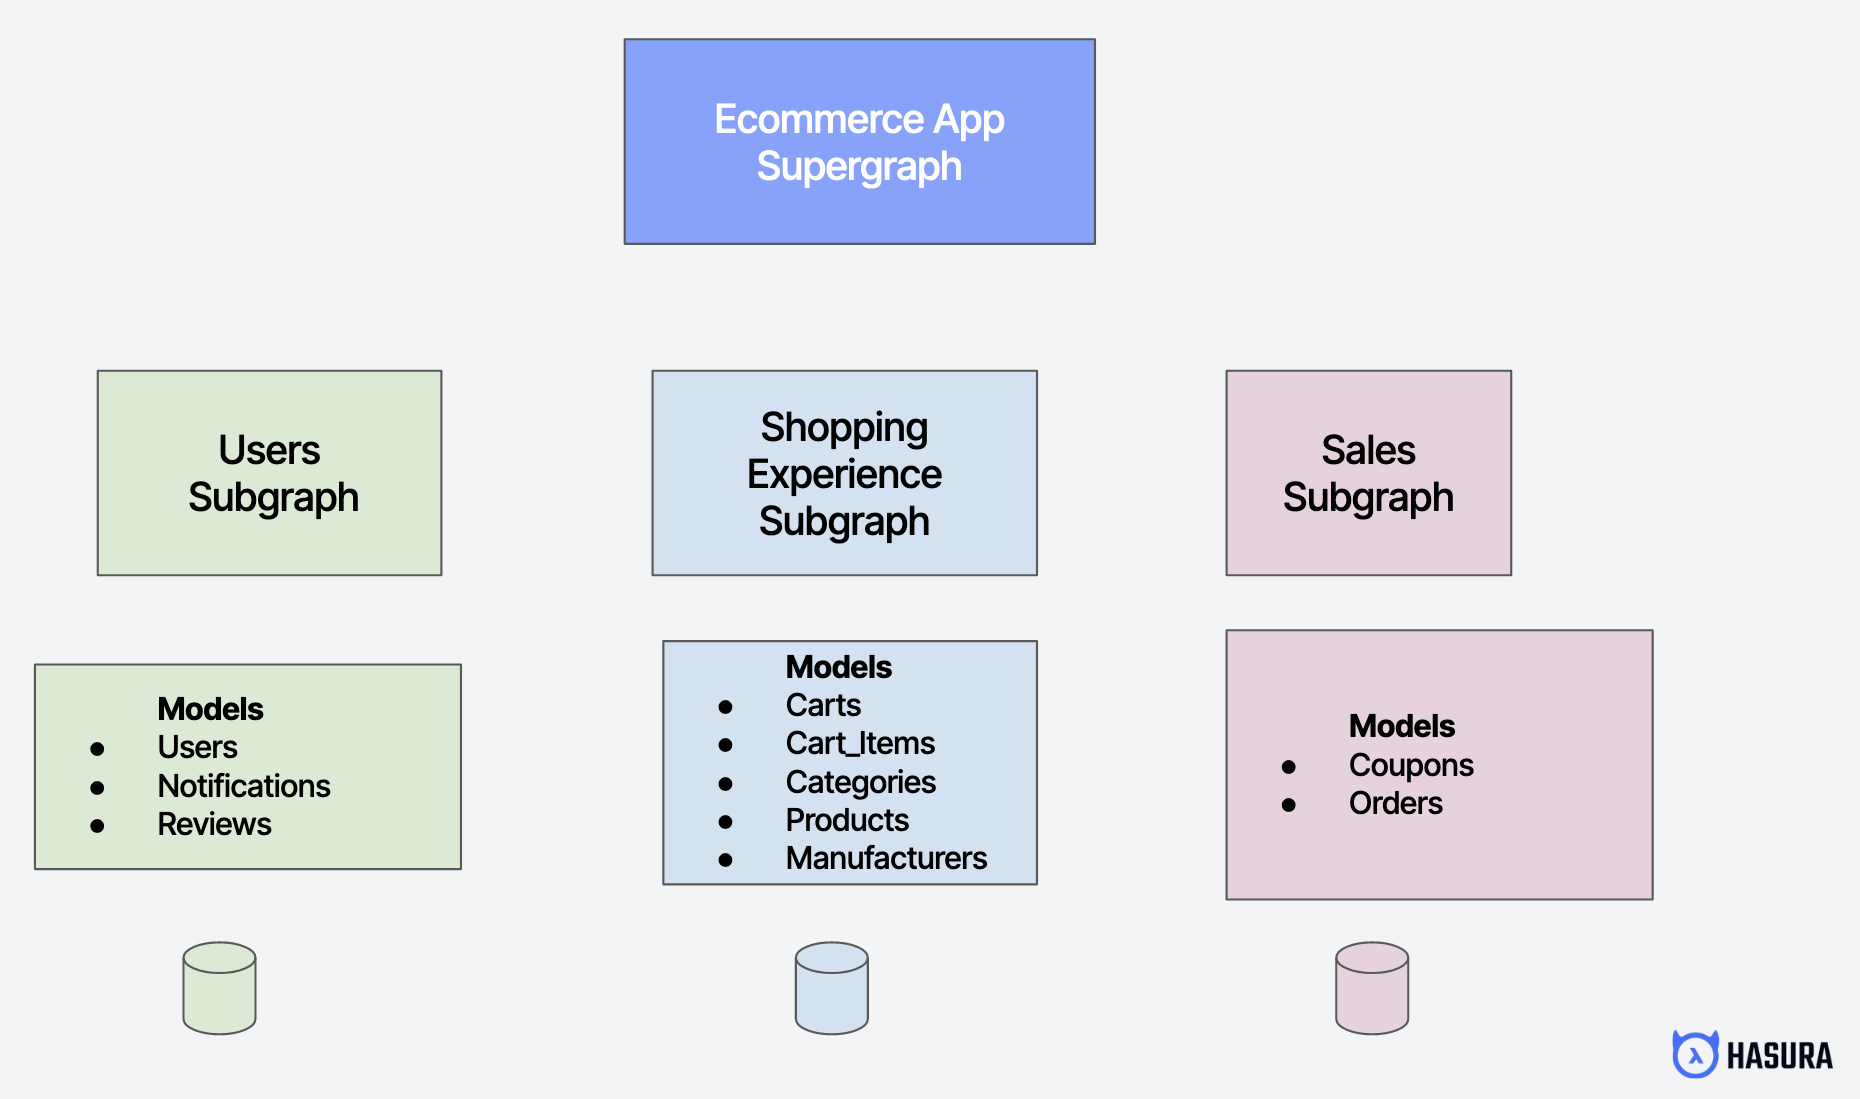 Ecommerce App
Supergraph
Users
Subgraph
Shopping
Experience
Subgraph
Sales
Subgraph
Models
● Users
● Notifications
● Reviews
Models
● Carts
● Cart_Items
● Categories
● Products
● Manufacturers
Models
● Coupons
● Orders
λ HASURA